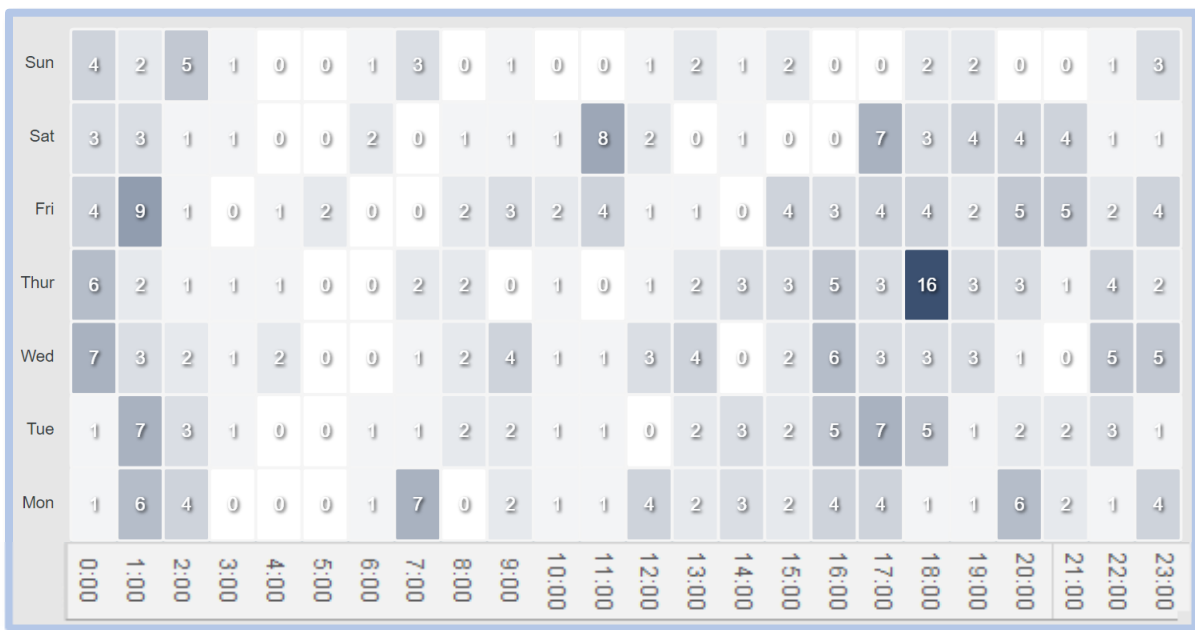 Sun 4 2 5 1 0 0 1 3 0 1 0 0 1 2 1 2 0 0 2 2 0 0 1 3
Sat 3 3 1 1 0 0 2 0 1 1 1 8 2 0 1 0 0 7 3 4 4 4 1 1
Fri 4 9 1 0 1 2 0 0 2 3 2 4 1 1 0 4 3 4 4 2 5 5 2 4
Thur 6 2 1 1 1 0 0 2 2 0 1 0 1 2 3 3 5 3 16 3 3 1 4 2
Wed 7 3 2 1 2 0 0 1 2 4 1 1 3 4 0 2 6 3 3 3 1 0 5 5
Tue 1 7 3 1 0 0 1 1 2 2 1 1 0 2 3 2 5 7 5 1 2 2 3 1
Mon 1 6 4 0 0 0 1 7 0 2 1 1 4 2 3 2 4 4 1 1 6 2 1 4
0:00 1:00 2:00 3:00 4:00 5:00 6:00 7:00 8:00 9:00 10:00 11:00 12:00 13:00 14:00 15:00 16:00 17:00 18:00 19:00 20:00 21:00 22:00 23:00